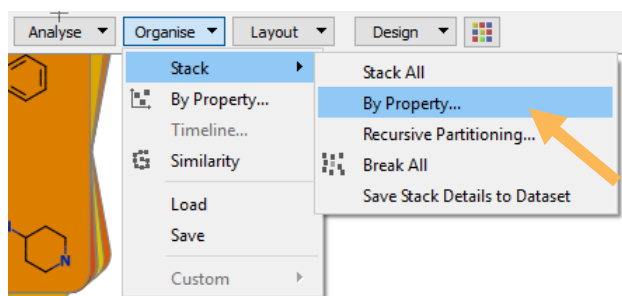 Analyse Organise Layout Design
Stack
By Property...
Timeline...
Similarity
Load
Save
Custom
Stack All
By Property...
Recursive Partitioning...
Break All
Save Stack Details to Dataset
N